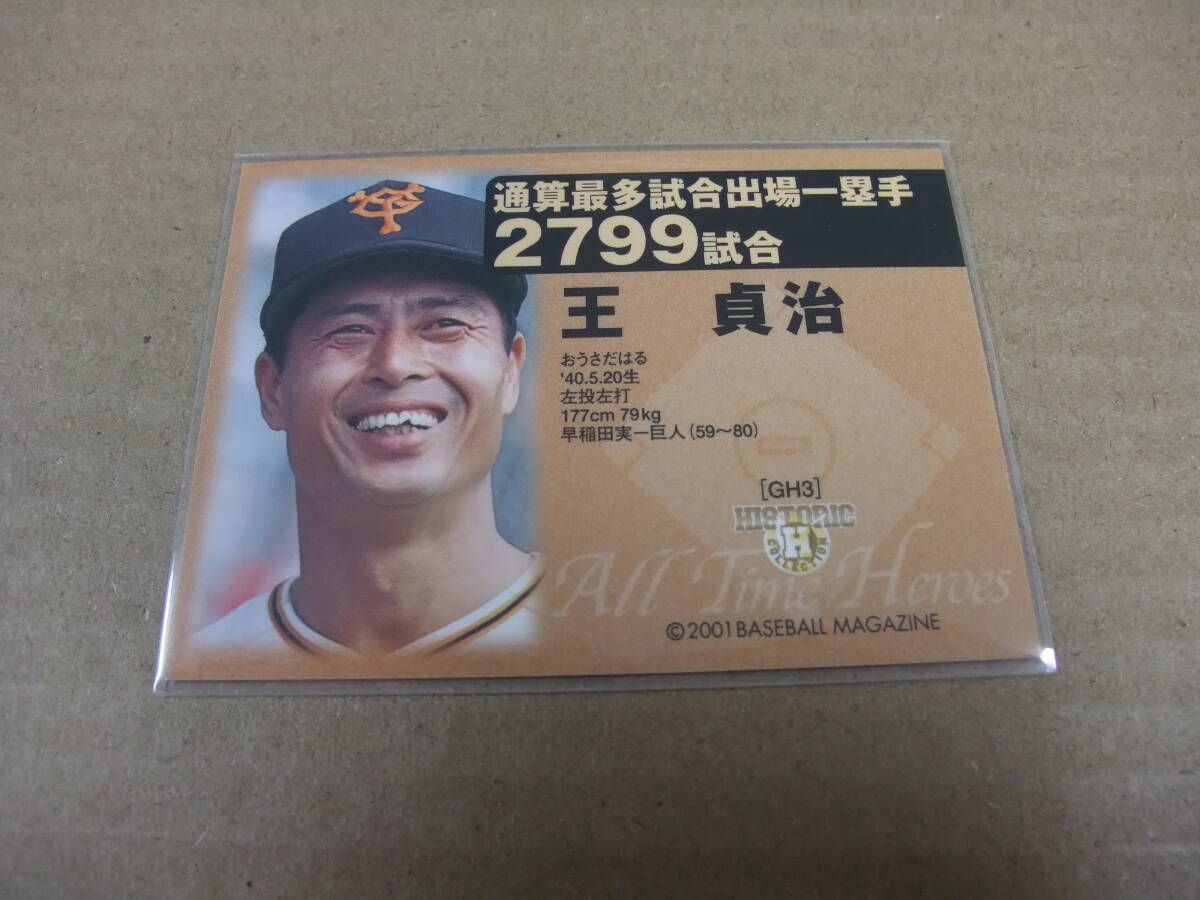 通算最多試合出場一塁手
2799試合
王 貞治
おうさだはる
'40.5.20生
左投左打
177cm 79kg
早稲田実ー巨人(59〜80)
[GH3]
HISTORIC
H
COLLECTION
All Time Heroes
©2001 BASEBALL MAGAZINE